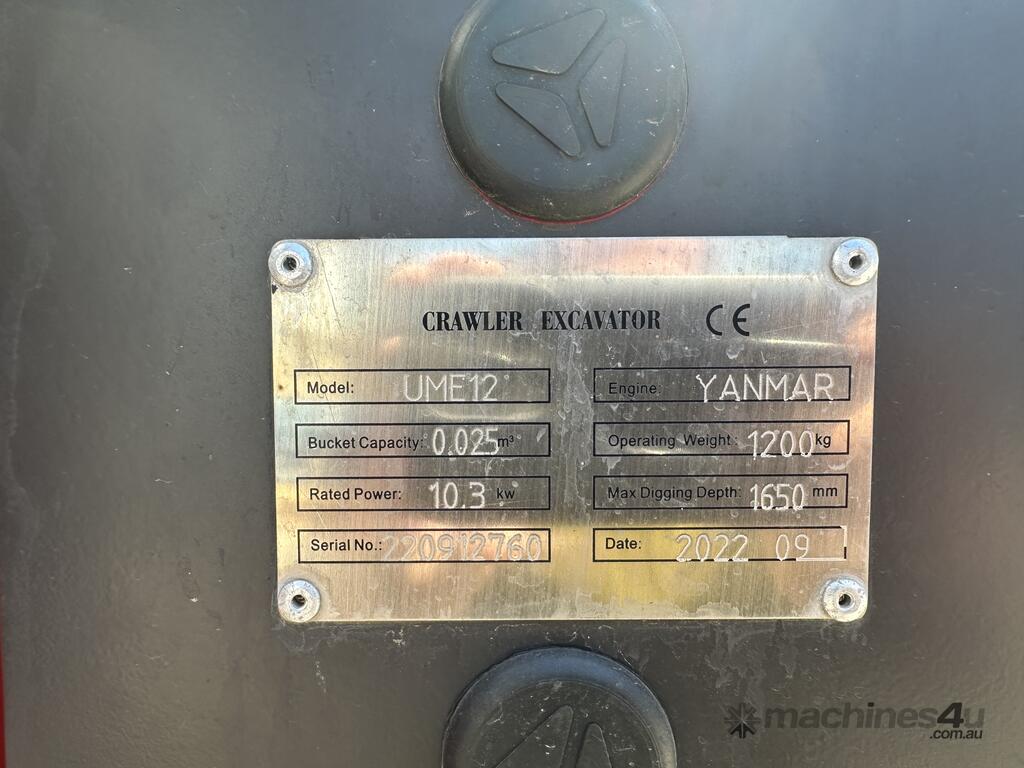 CRAWLER EXCAVATOR CE
Model: UME12 Engine: YANMAR
Bucket Capacity: 0.025 m³ Operating Weight: 1200 kg
Rated Power: 10.3 kw Max Digging Depth: 1650 mm
Serial No.: 220912760 Date: 2022 09
machines4u
.com.au